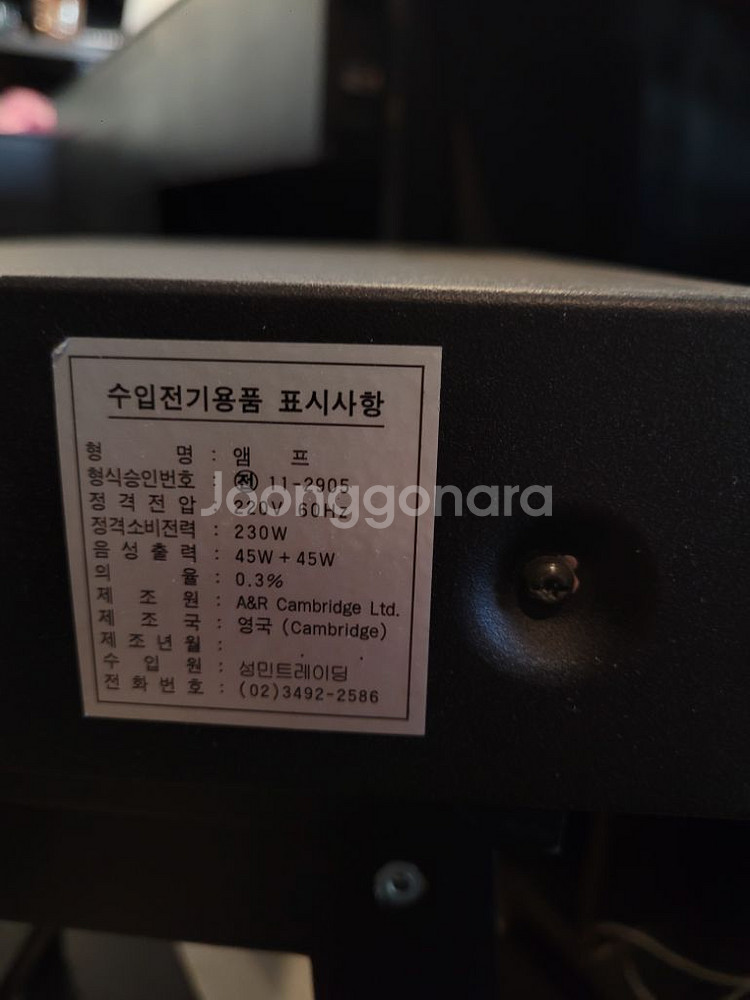 수입전기용품 표시사항
형 명 : 앰 프
형식승인번호 : 전 11-2905
정격전압 : 220V 60Hz
정격소비전력 : 230W
음성출력 : 45W + 45W
의 율 : 0.3%
제 조 원 : A&R Cambridge Ltd.
제 조 국 : 영국 (Cambridge)
제조년월 : . .
수 입 원 : 성민트레이딩
전화번호 : (02)3492-2586
Joonggonara